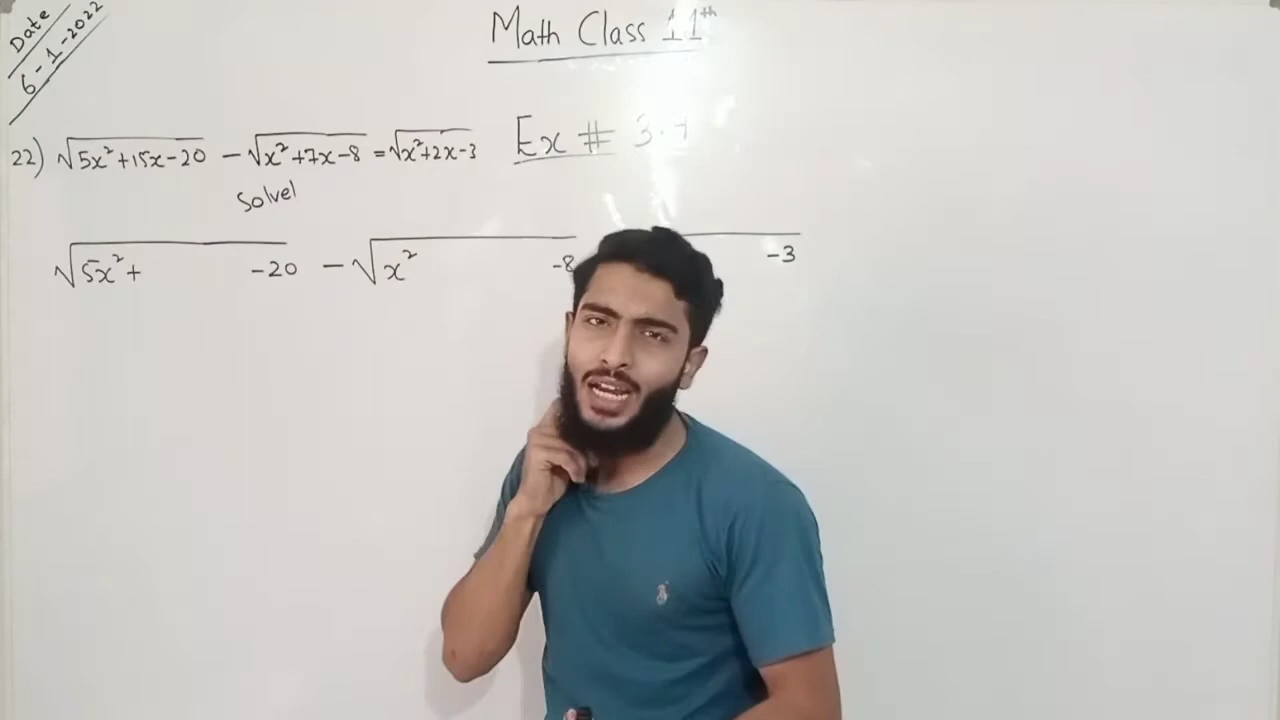 Date
6-1-2022
Math Class 11th
22) √5x²+15x-20 - √x²+7x-8 = √x²+2x-3
Ex # 3.
Solve
√5x²+ -20 - √x² -8 -3